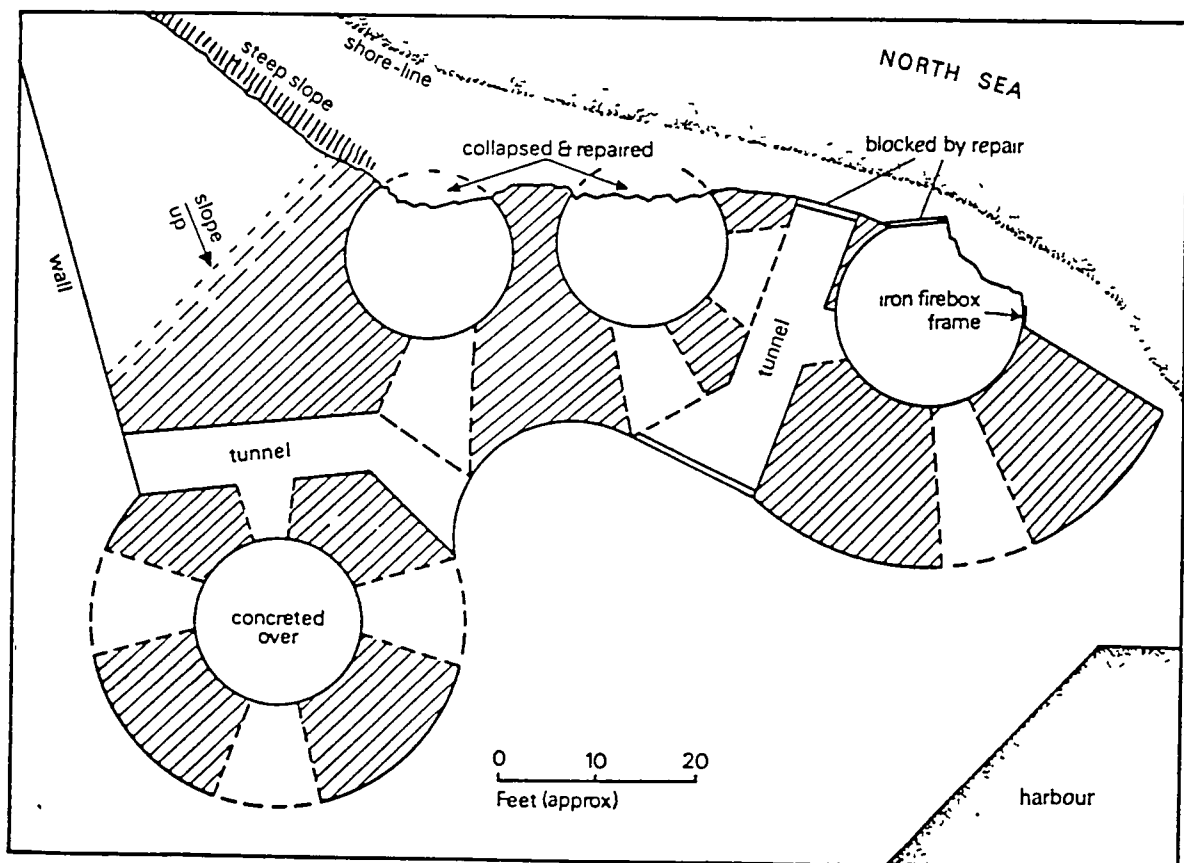 NORTH SEA
shore-line
steep slope
collapsed & repaired
blocked by repair
slope
up
wall
iron firebox
frame
tunnel
tunnel
concreted
over
0 10 20
Feet (approx)
harbour